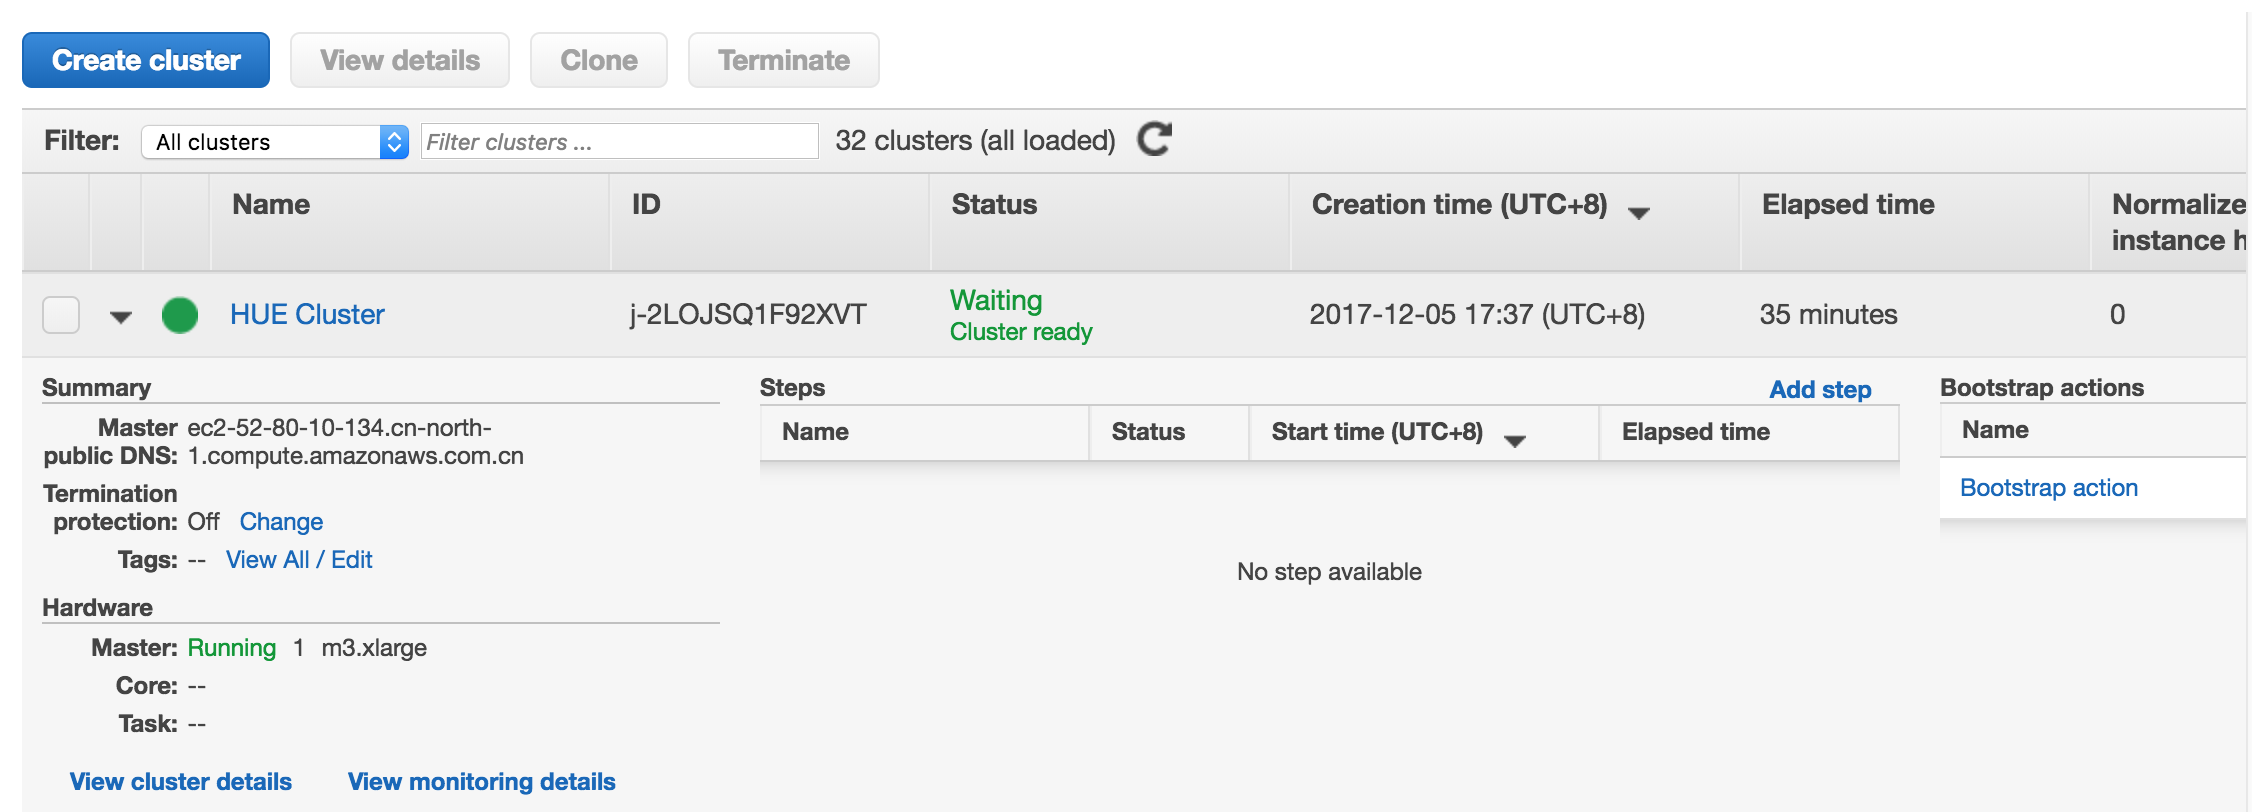 Create cluster View details Clone Terminate
Filter: All clusters Filter clusters ... 32 clusters (all loaded)
Name ID Status Creation time (UTC+8) Elapsed time Normalize
instance h
HUE Cluster j-2LOJSQ1F92XVT Waiting 2017-12-05 17:37 (UTC+8) 35 minutes 0
Cluster ready
Summary
Master ec2-52-80-10-134.cn-north-
public DNS: 1.compute.amazonaws.com.cn
Termination
protection: Off Change
Tags: -- View All / Edit
Hardware
Master: Running 1 m3.xlarge
Core: --
Task: --
View cluster details View monitoring details
Steps Add step
Name Status Start time (UTC+8) Elapsed time
No step available
Bootstrap actions
Name
Bootstrap action